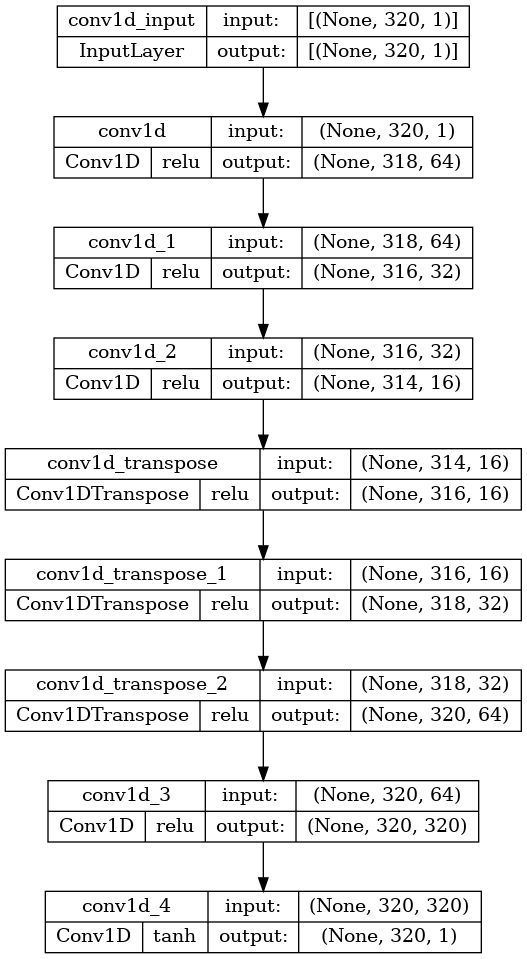 conv1d_input input: [(None, 320, 1)]
InputLayer output: [(None, 320, 1)]
conv1d input: (None, 320, 1)
Conv1D relu output: (None, 318, 64)
conv1d_1 input: (None, 318, 64)
Conv1D relu output: (None, 316, 32)
conv1d_2 input: (None, 316, 32)
Conv1D relu output: (None, 314, 16)
conv1d_transpose input: (None, 314, 16)
Conv1DTranspose relu output: (None, 316, 16)
conv1d_transpose_1 input: (None, 316, 16)
Conv1DTranspose relu output: (None, 318, 32)
conv1d_transpose_2 input: (None, 318, 32)
Conv1DTranspose relu output: (None, 320, 64)
conv1d_3 input: (None, 320, 64)
Conv1D relu output: (None, 320, 320)
conv1d_4 input: (None, 320, 320)
Conv1D tanh output: (None, 320, 1)